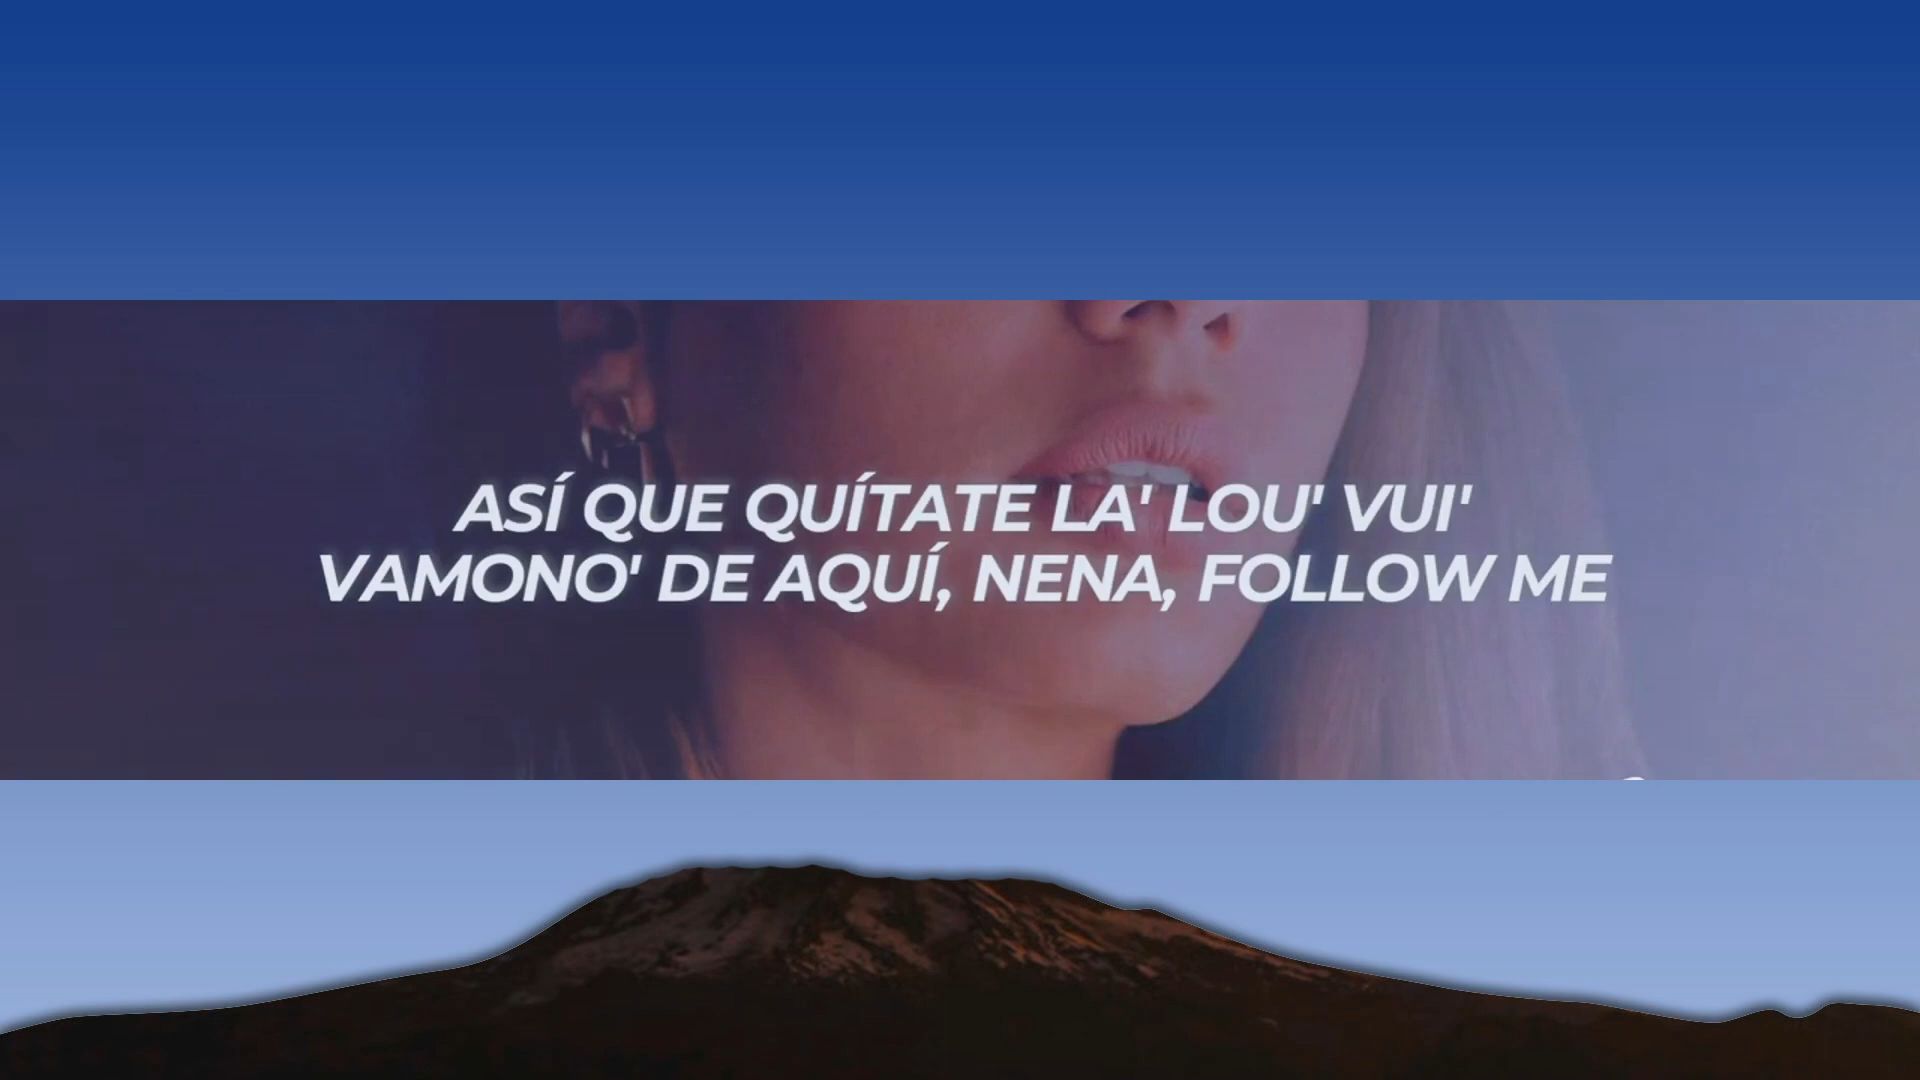 ASÍ QUE QUÍTATE LA' LOU' VUI'
VAMONO' DE AQUÍ, NENA, FOLLOW ME